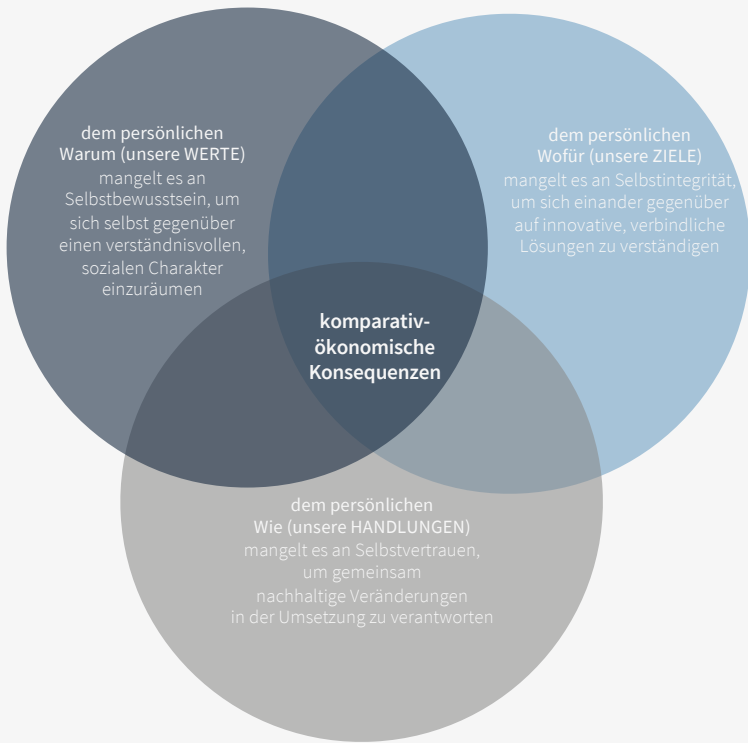 dem persönlichen
Warum (unsere WERTE)
mangelt es an
Selbstbewusstsein, um
sich selbst gegenüber
einen verständnisvollen,
sozialen Charakter
einzuräumen
dem persönlichen
Wofür (unsere ZIELE)
mangelt es an Selbstintegrität,
um sich einander gegenüber
auf innovative, verbindliche
Lösungen zu verständigen
komparativ-
ökonomische
Konsequenzen
dem persönlichen
Wie (unsere HANDLUNGEN)
mangelt es an Selbstvertrauen,
um gemeinsam
nachhaltige Veränderungen
in der Umsetzung zu verantworten